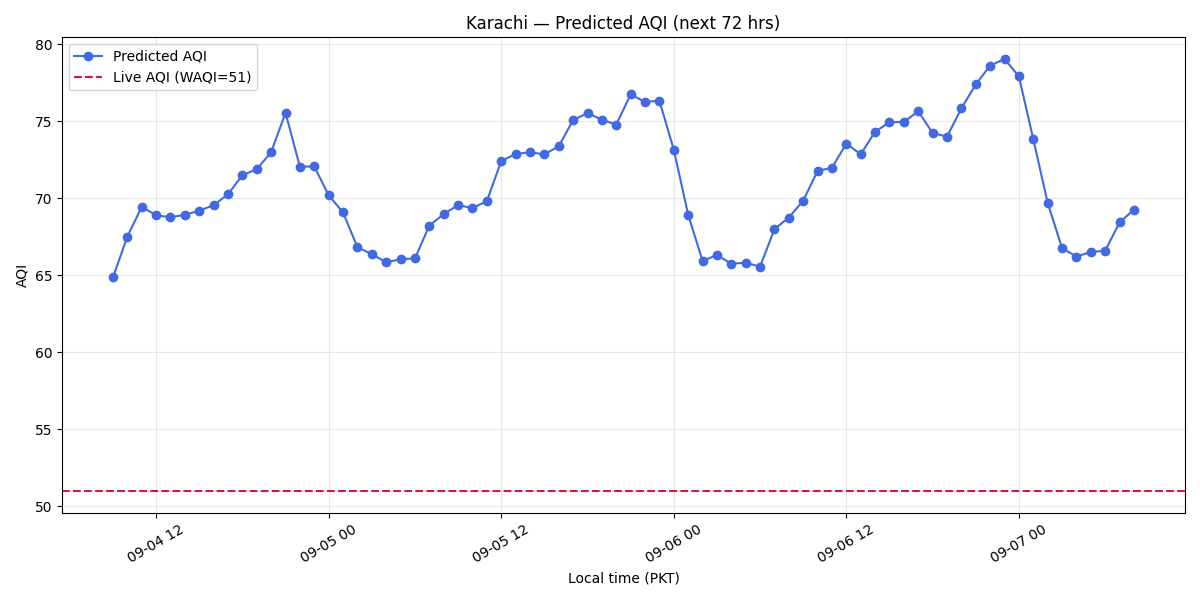 Karachi — Predicted AQI (next 72 hrs)
Predicted AQI
Live AQI (WAQI=51)
AQI
80
75
70
65
60
55
50
09-04 12
09-05 00
09-05 12
09-06 00
09-06 12
09-07 00
Local time (PKT)